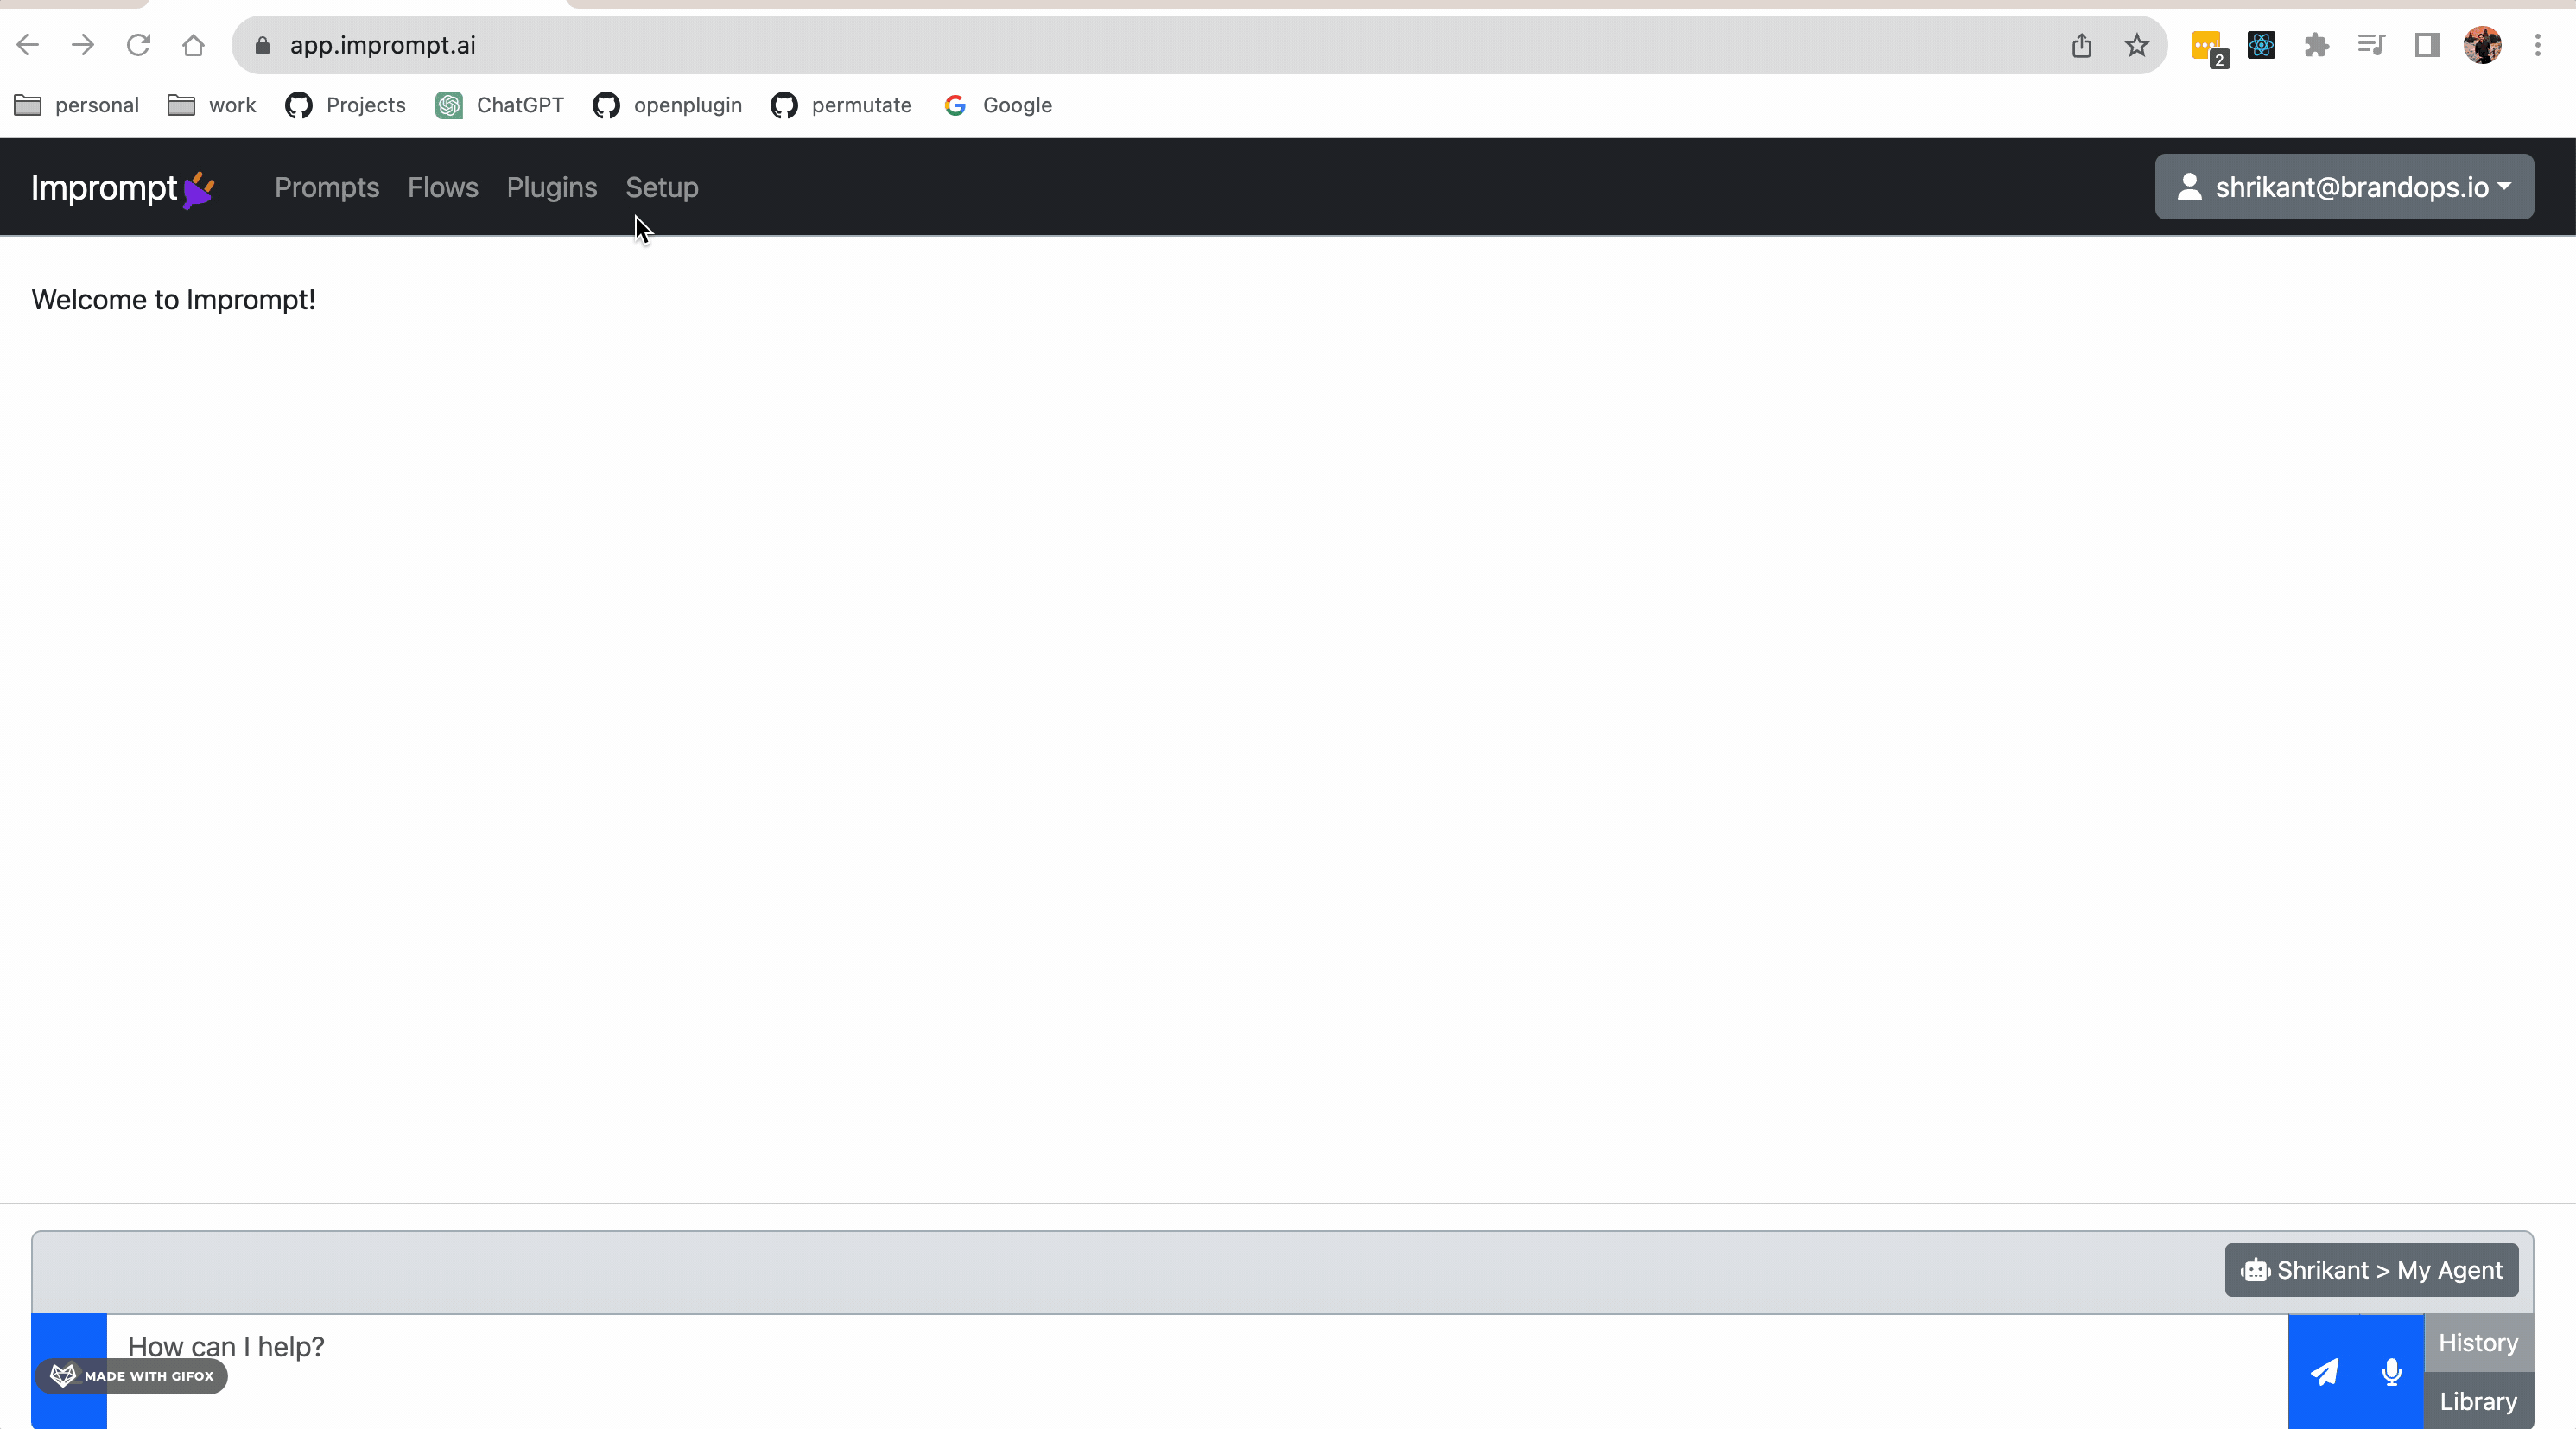 app.imprompt.ai
2
personal work Projects ChatGPT openplugin permutate Google
Imprompt Prompts Flows Plugins Setup shrikant@brandops.io
Welcome to Imprompt!
Shrikant > My Agent
How can I help?
History
MADE WITH GIFOX
Library